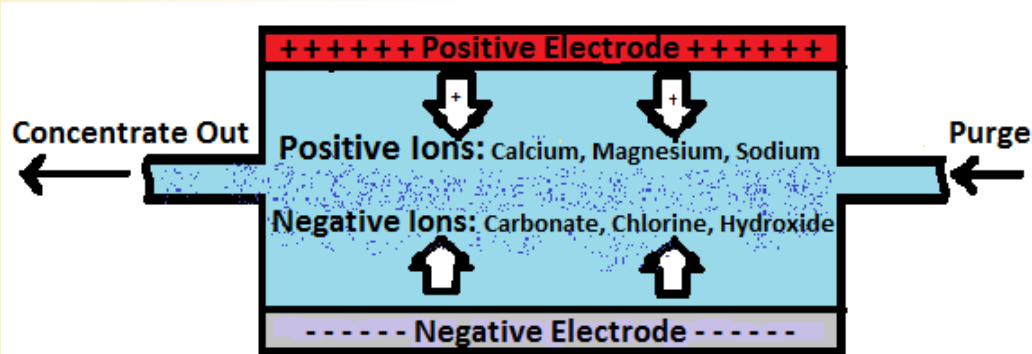 + + + + + + Positive Electrode + + + + + +
+ +
Concentrate Out
Purge
Positive Ions: Calcium, Magnesium, Sodium
Negative Ions: Carbonate, Chlorine, Hydroxide
- - - - - - Negative Electrode - - - - - -